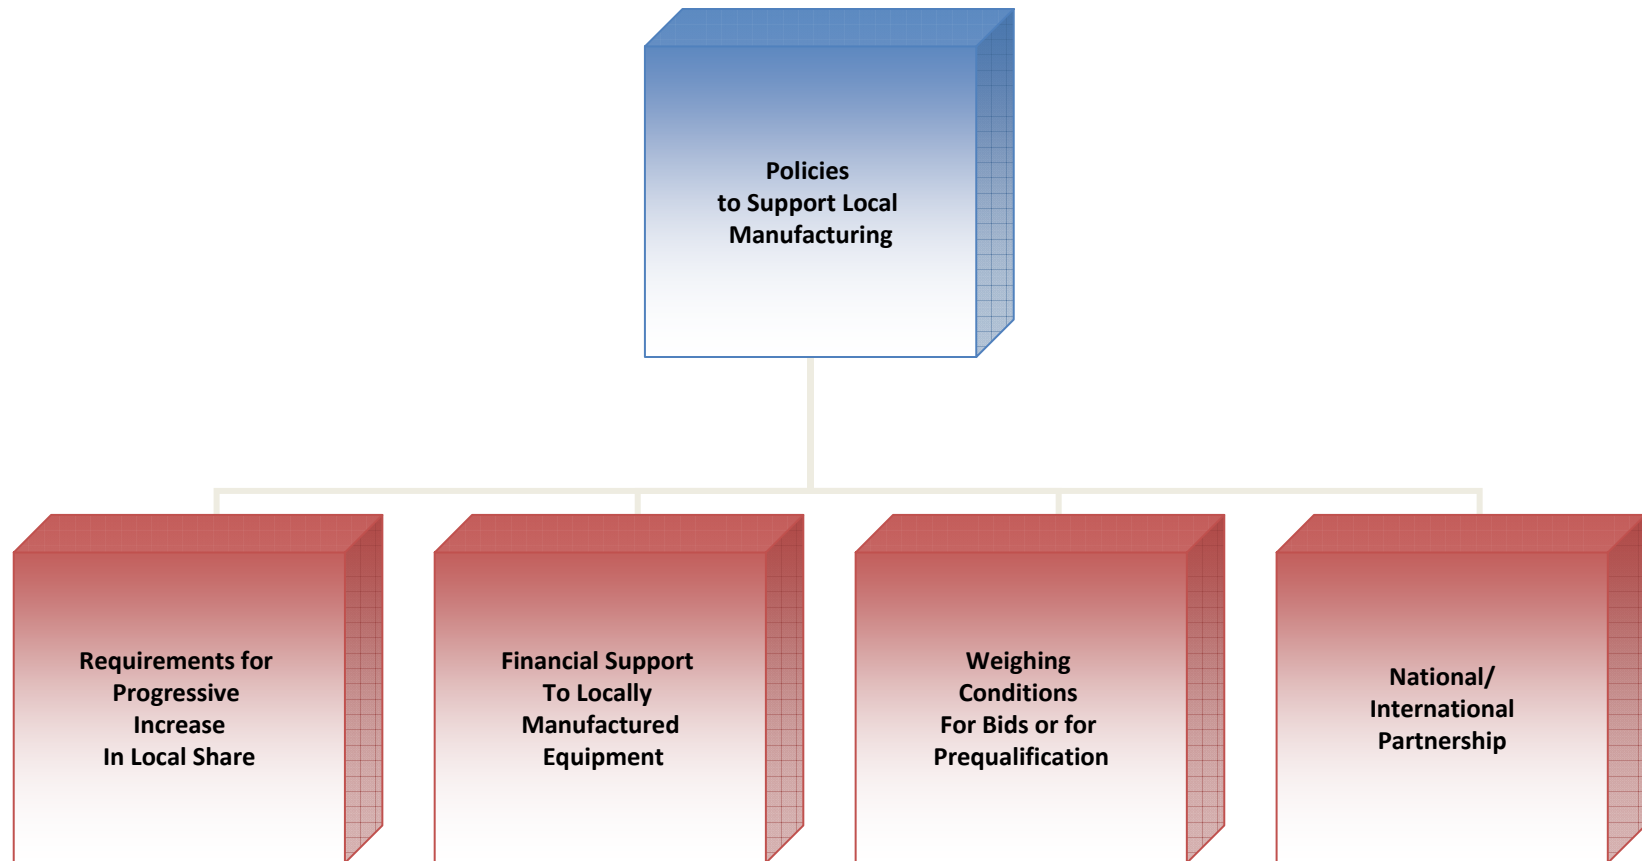 Policies
to Support Local
Manufacturing
Requirements for
Progressive
Increase
In Local Share
Financial Support
To Locally
Manufactured
Equipment
Weighing
Conditions
For Bids or for
Prequalification
National/
International
Partnership